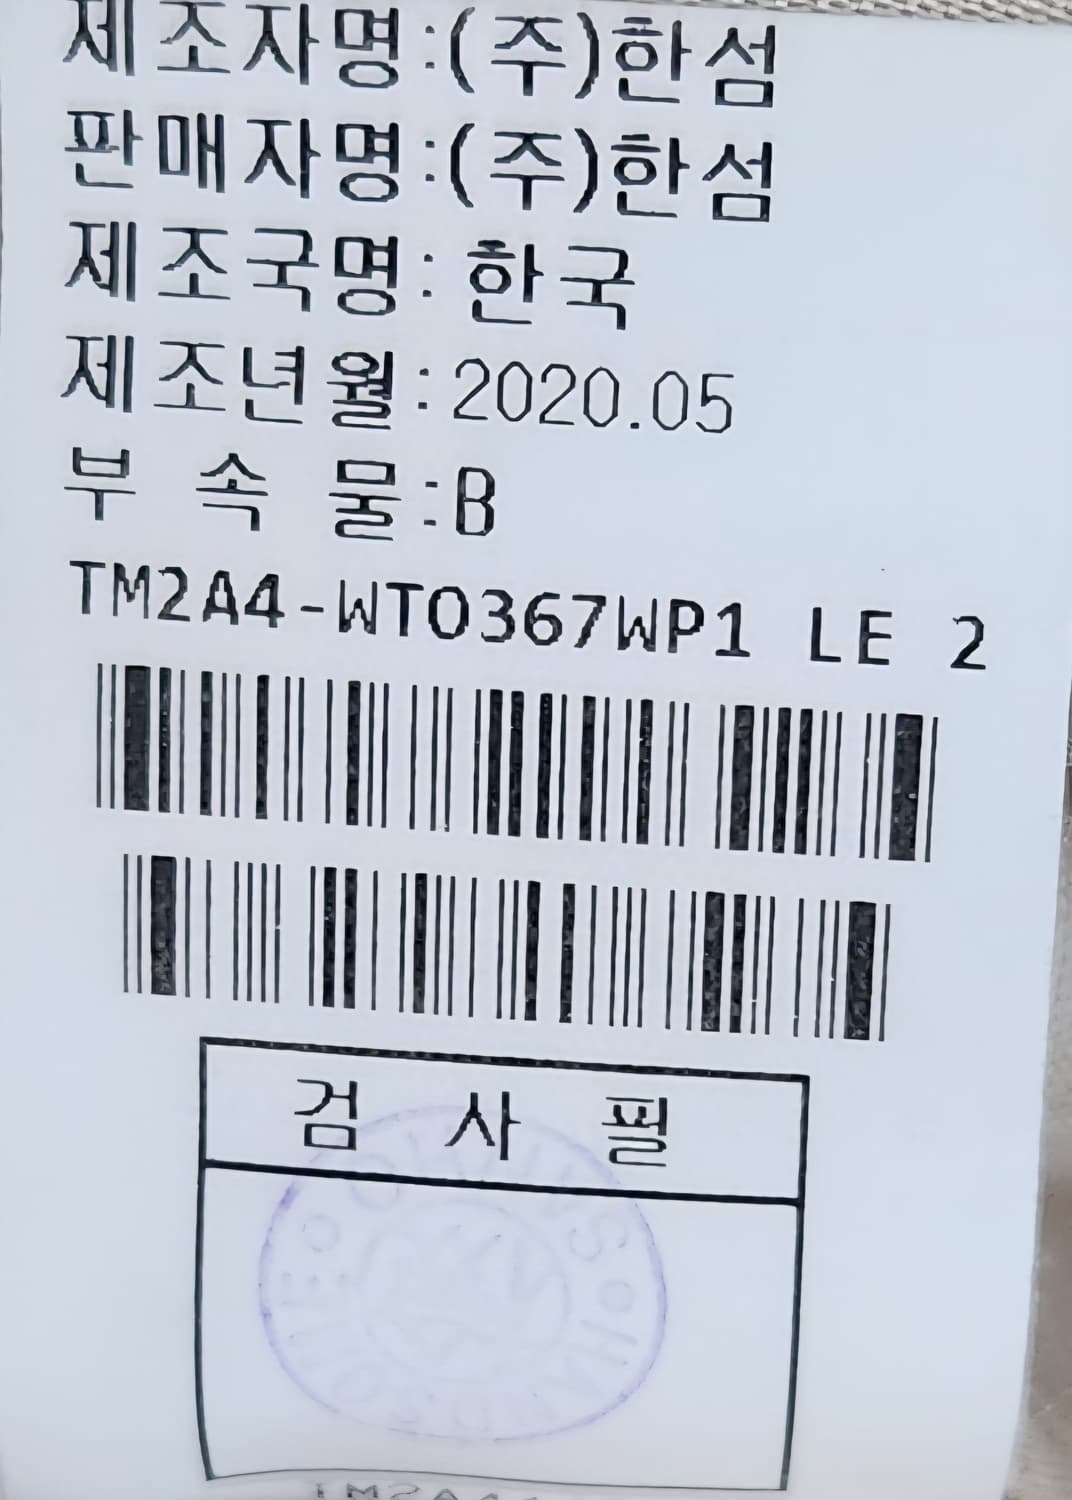 제조자명:(주)한섬
판매자명:(주)한섬
제조국명: 한국
제조년월:2020.05
부 속 물:B
TM2A4-WTO367WP1 LE 2
검 사 필